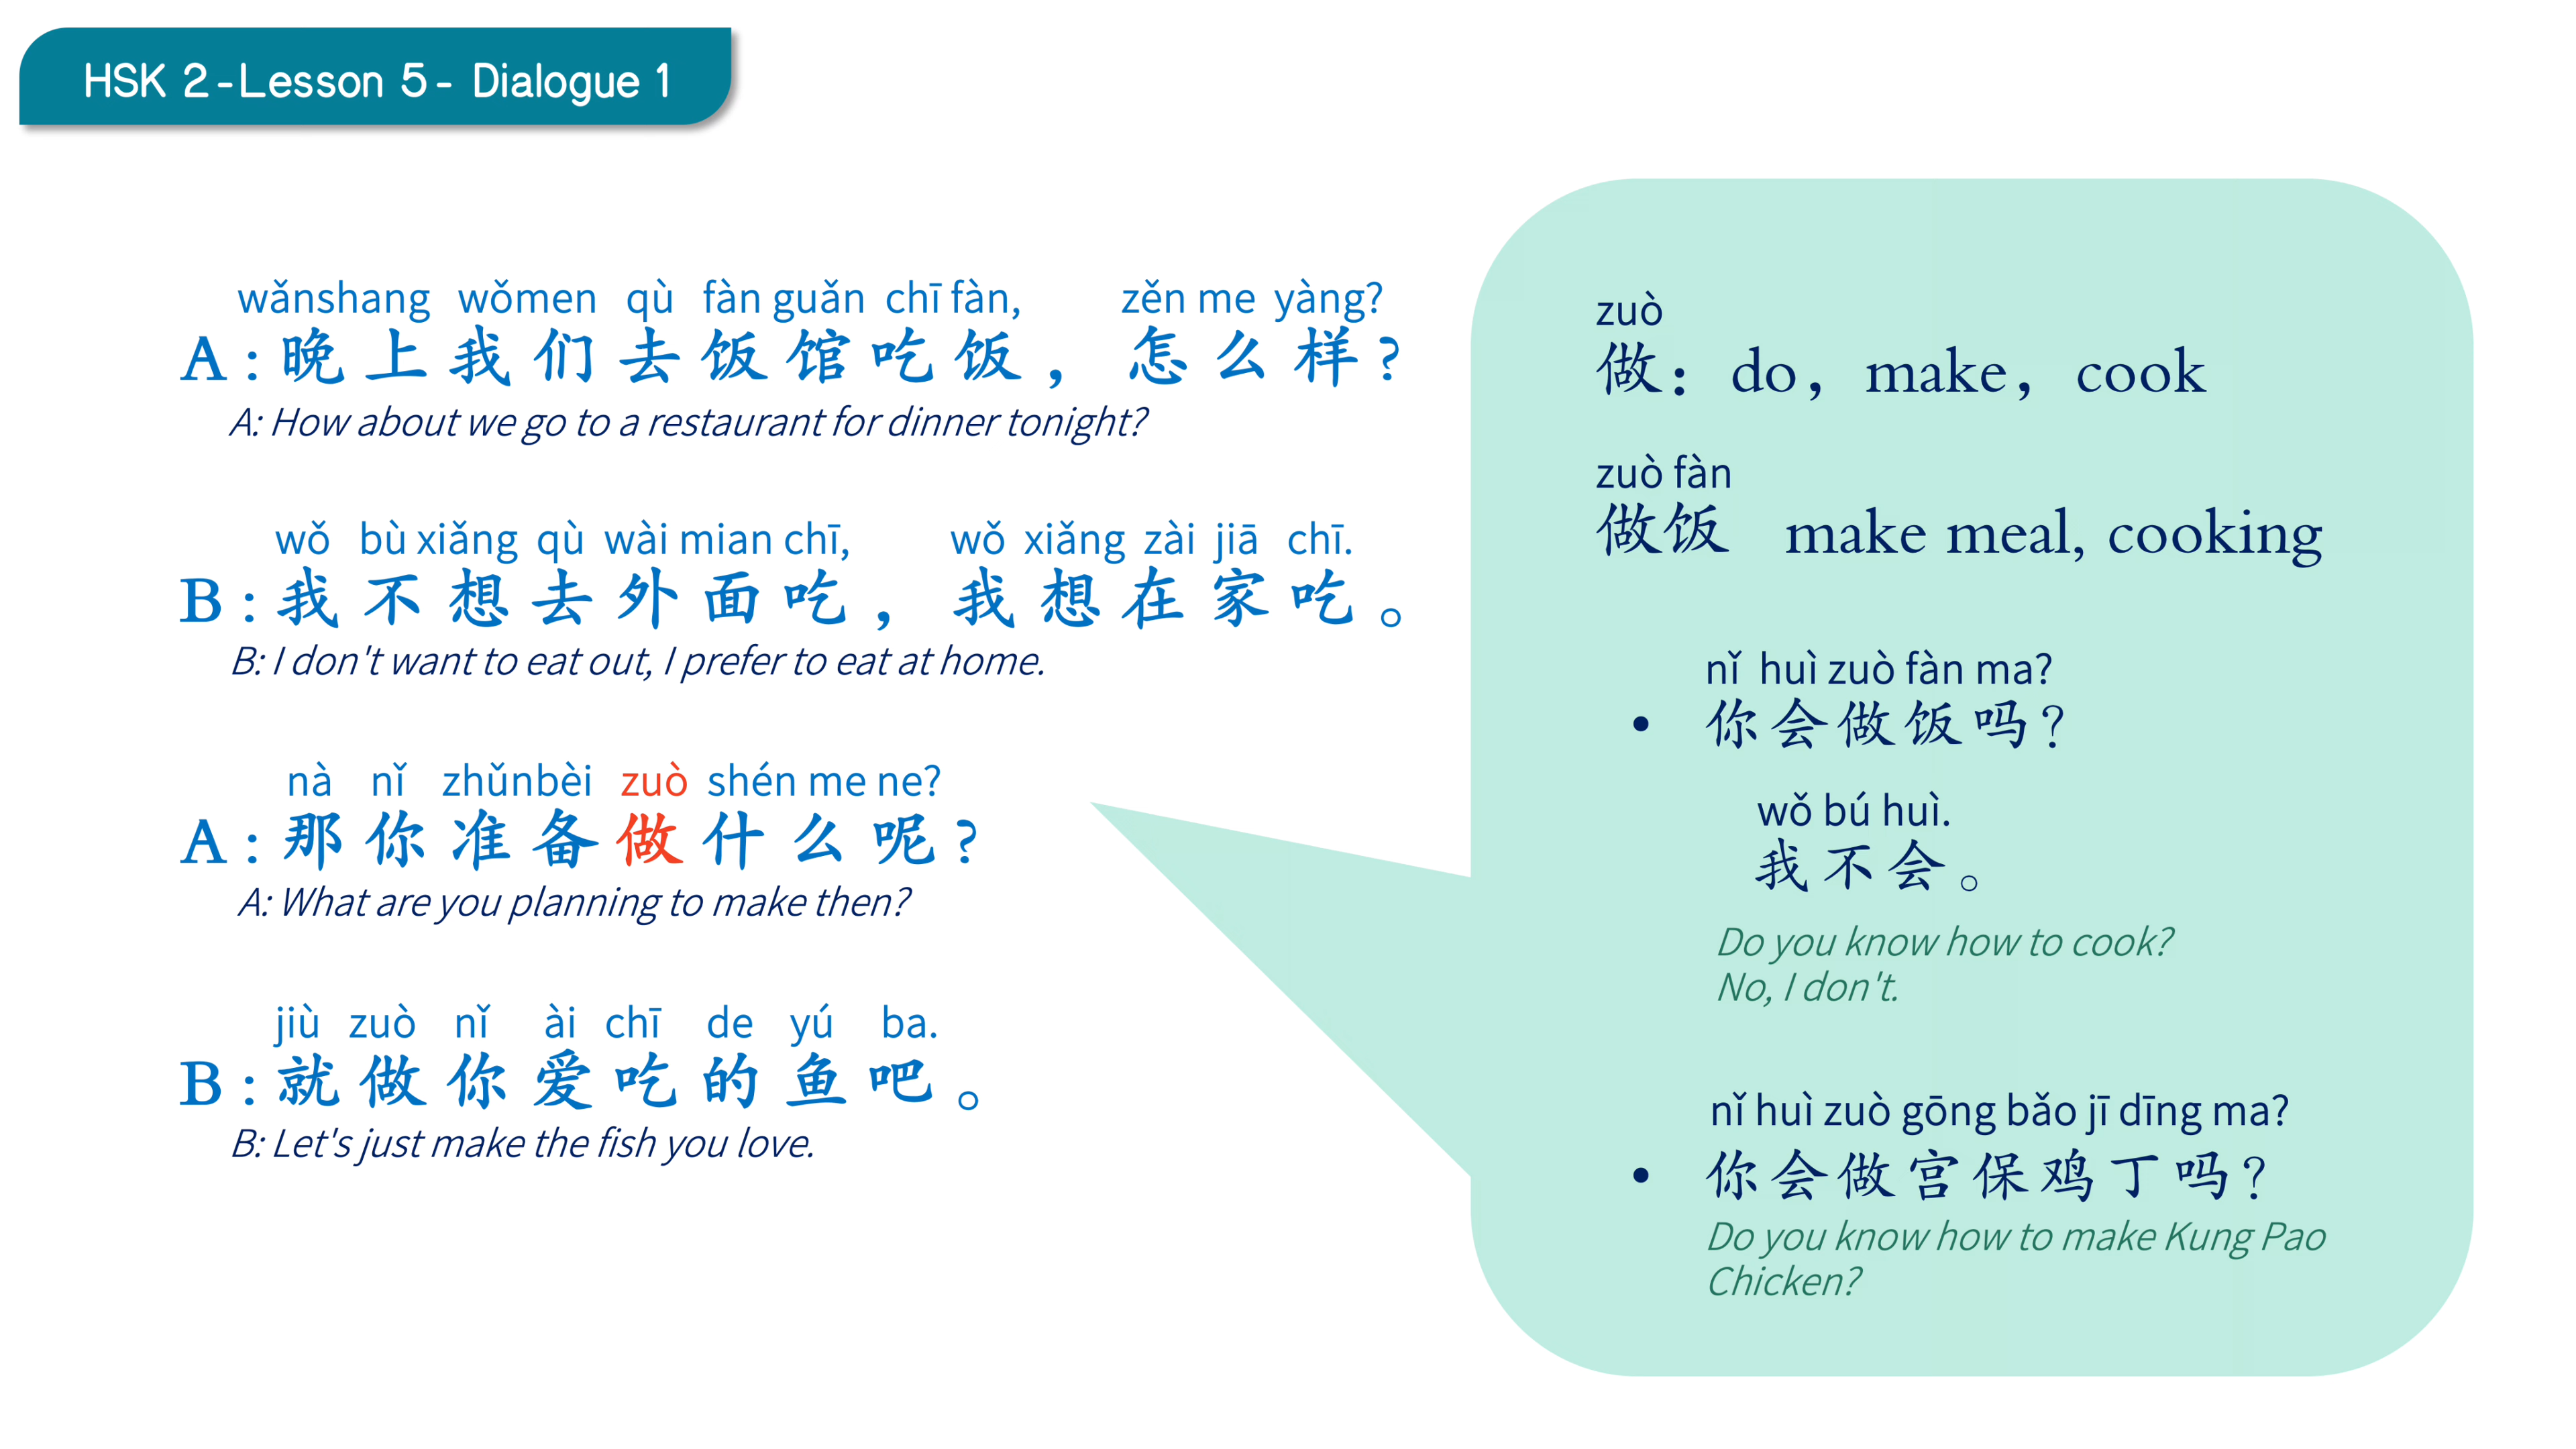 HSK 2-Lesson 5- Dialogue 1
wǎnshang wǒmen qù fàn guǎn chī fàn, zěn me yàng?
A:晚上我们去饭馆吃饭，怎么样?
A: How about we go to a restaurant for dinner tonight?
wǒ bù xiǎng qù wài mian chī, wǒ xiǎng zài jiā chī.
B:我不想去外面吃，我想在家吃。
B: I don't want to eat out, I prefer to eat at home.
nà nǐ zhǔnbèi zuò shén me ne?
A:那你准备做什么呢?
A: What are you planning to make then?
jiù zuò nǐ ài chī de yú ba.
B:就做你爱吃的鱼吧。
B: Let's just make the fish you love.
zuò
做：do，make，cook
zuò fàn
做饭 make meal, cooking
nǐ huì zuò fàn ma?
• 你会做饭吗?
wǒ bú huì.
我不会。
Do you know how to cook?
No, I don't.
nǐ huì zuò gōng bǎo jī dīng ma?
• 你会做宫保鸡丁吗?
Do you know how to make Kung Pao
Chicken?